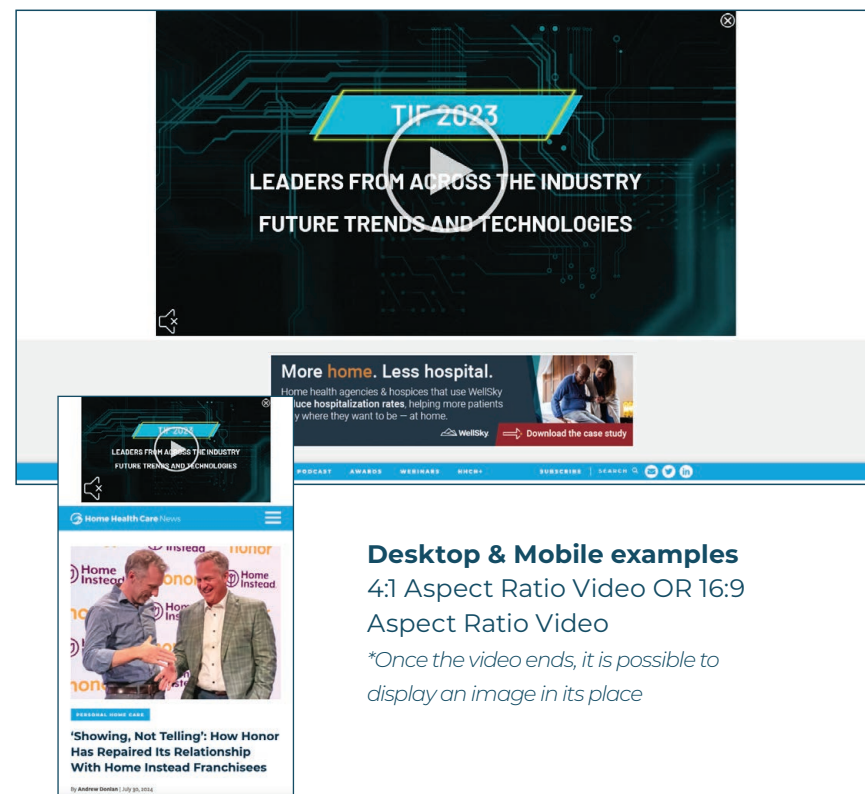 TIF 2023
LEADERS FROM ACROSS THE INDUSTRY
FUTURE TRENDS AND TECHNOLOGIES
More home. Less hospital.
Home health agencies & hospices that use WellSky
duce hospitalization rates, helping more patients
y where they want to be — at home.
WellSky
Download the case study
PODCAST AWARDS WEBINARS HHCN+ SUBSCRIBE | SEARCH
TIF 2023
LEADERS FROM ACROSS THE INDUSTRY
FUTURE TRENDS AND TECHNOLOGIES
Home Health Care News
Home
Instead
honor
Home
Instead
PERSONAL HOME CARE
‘Showing, Not Telling’: How Honor
Has Repaired Its Relationship
With Home Instead Franchisees
By Andrew Donlan | July 30, 2024
Desktop & Mobile examples
4:1 Aspect Ratio Video OR 16:9
Aspect Ratio Video
*Once the video ends, it is possible to
display an image in its place